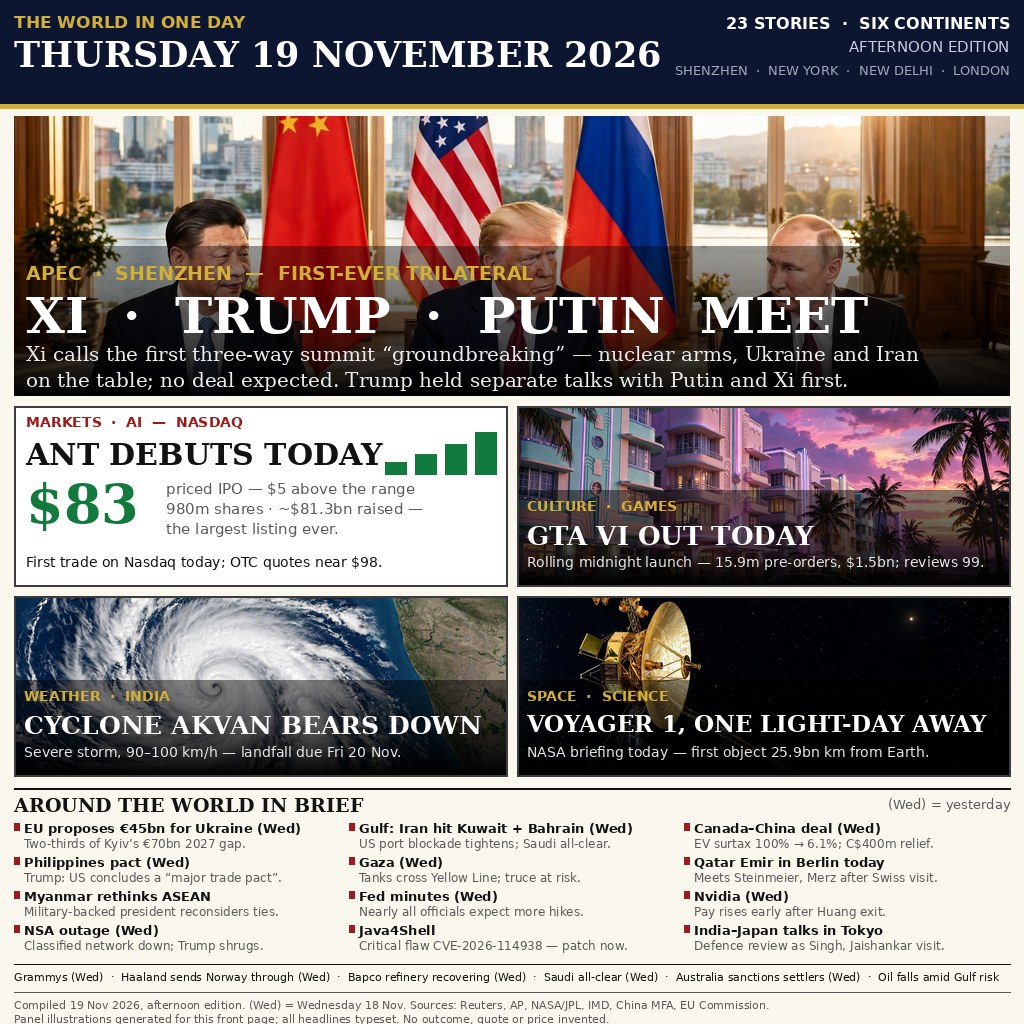 THE WORLD IN ONE DAY
THURSDAY 19 NOVEMBER 2026
23 STORIES · SIX CONTINENTS
AFTERNOON EDITION
SHENZHEN · NEW YORK · NEW DELHI · LONDON
APEC · SHENZHEN — FIRST-EVER TRILATERAL
XI · TRUMP · PUTIN MEET
Xi calls the first three-way summit “groundbreaking” — nuclear arms, Ukraine and Iran
on the table; no deal expected. Trump held separate talks with Putin and Xi first.
MARKETS · AI — NASDAQ
ANT DEBUTS TODAY
$83
priced IPO — $5 above the range
980m shares · ~$81.3bn raised —
the largest listing ever.
First trade on Nasdaq today; OTC quotes near $98.
CULTURE · GAMES
GTA VI OUT TODAY
Rolling midnight launch — 15.9m pre-orders, $1.5bn; reviews 99.
WEATHER · INDIA
CYCLONE AKVAN BEARS DOWN
Severe storm, 90–100 km/h — landfall due Fri 20 Nov.
SPACE · SCIENCE
VOYAGER 1, ONE LIGHT-DAY AWAY
NASA briefing today — first object 25.9bn km from Earth.
AROUND THE WORLD IN BRIEF
(Wed) = yesterday
EU proposes €45bn for Ukraine (Wed)
Two-thirds of Kyiv’s €70bn 2027 gap.
Philippines pact (Wed)
Trump: US concludes a “major trade pact”.
Myanmar rethinks ASEAN
Military-backed president reconsiders ties.
NSA outage (Wed)
Classified network down; Trump shrugs.
Gulf: Iran hit Kuwait + Bahrain (Wed)
US port blockade tightens; Saudi all-clear.
Gaza (Wed)
Tanks cross Yellow Line; truce at risk.
Fed minutes (Wed)
Nearly all officials expect more hikes.
Java4Shell
Critical flaw CVE-2026-114938 — patch now.
Canada–China deal (Wed)
EV surtax 100% → 6.1%; C$400m relief.
Qatar Emir in Berlin today
Meets Steinmeier, Merz after Swiss visit.
Nvidia (Wed)
Pay rises early after Huang exit.
India–Japan talks in Tokyo
Defence review as Singh, Jaishankar visit.
Grammys (Wed) · Haaland sends Norway through (Wed) · Bapco refinery recovering (Wed) · Saudi all-clear (Wed) · Australia sanctions settlers (Wed) · Oil falls amid Gulf risk
Compiled 19 Nov 2026, afternoon edition. (Wed) = Wednesday 18 Nov. Sources: Reuters, AP, NASA/JPL, IMD, China MFA, EU Commission.
Panel illustrations generated for this front page; all headlines typeset. No outcome, quote or price invented.